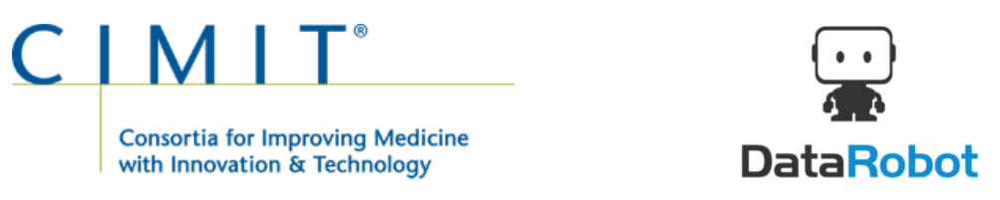 CIMIT®
Consortia for Improving Medicine
with Innovation & Technology
DataRobot